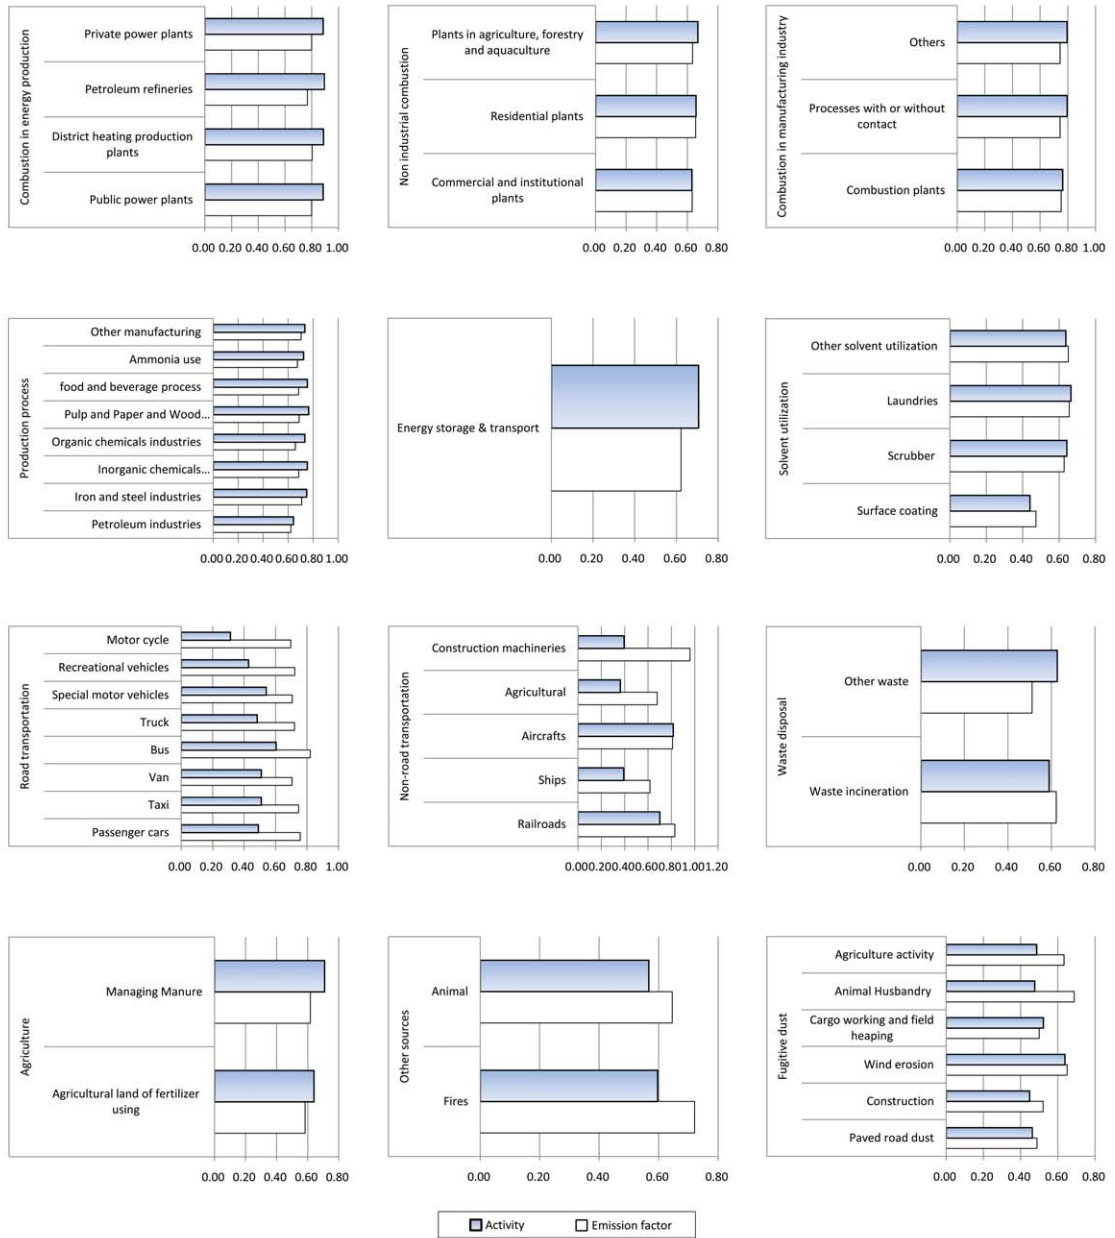 Combustion in energy production
Private power plants
Petroleum refineries
District heating production
plants
Public power plants
0.00 0.20 0.40 0.60 0.80 1.00
Non industrial combustion
Plants in agriculture, forestry
and aquaculture
Residential plants
Commercial and institutional
plants
0.00 0.20 0.40 0.60 0.80
Combustion in manufacturing industry
Others
Processes with or without
contact
Combustion plants
0.00 0.20 0.40 0.60 0.80 1.00
Production process
Other manufacturing
Ammonia use
food and beverage process
Pulp and Paper and Wood...
Organic chemicals industries
Inorganic chemicals...
Iron and steel industries
Petroleum industries
0.00 0.20 0.40 0.60 0.80 1.00
Energy storage & transport
0.00 0.20 0.40 0.60 0.80
Solvent utilization
Other solvent utilization
Laundries
Scrubber
Surface coating
0.00 0.20 0.40 0.60 0.80
Road transportation
Motor cycle
Recreational vehicles
Special motor vehicles
Truck
Bus
Van
Taxi
Passenger cars
0.00 0.20 0.40 0.60 0.80 1.00
Non-road transportation
Construction machineries
Agricultural
Aircrafts
Ships
Railroads
0.00 0.20 0.40 0.60 0.80 1.00 1.20
Waste disposal
Other waste
Waste incineration
0.00 0.20 0.40 0.60 0.80
Agriculture
Managing Manure
Agricultural land of fertilizer
using
0.00 0.20 0.40 0.60 0.80
Other sources
Animal
Fires
0.00 0.20 0.40 0.60 0.80
Fugitive dust
Agriculture activity
Animal Husbandry
Cargo working and field
heaping
Wind erosion
Construction
Paved road dust
0.00 0.20 0.40 0.60 0.80
Activity
Emission factor